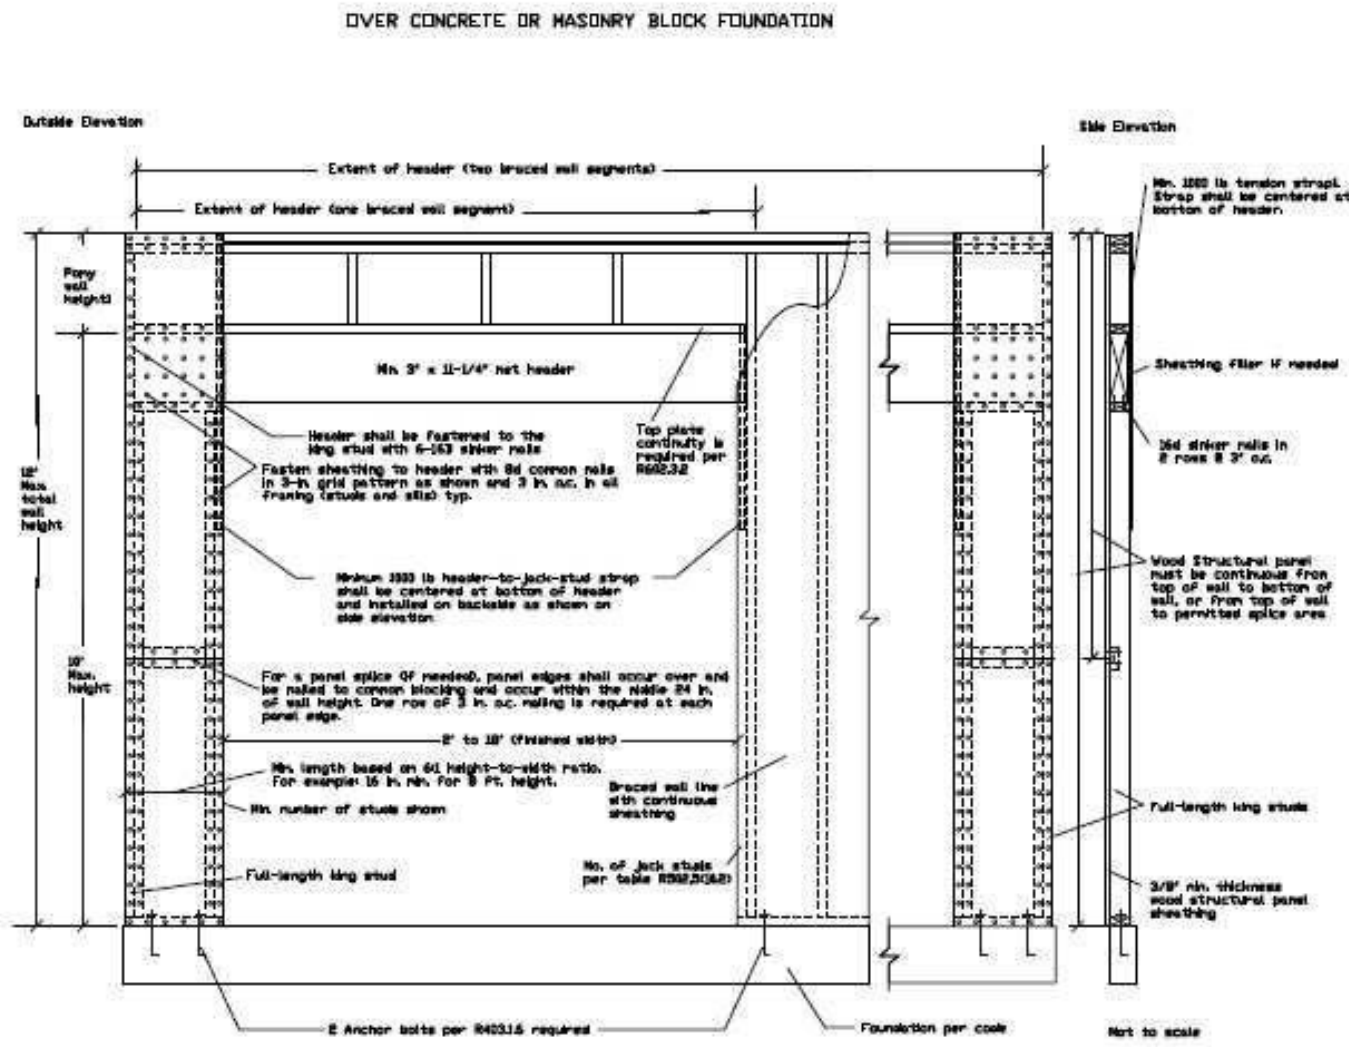 OVER CONCRETE OR MASONRY BLOCK FOUNDATION
Outside Elevation
Side Elevation
Extent of header (two braced wall segments)
Extent of header (one braced wall segment)
Min. 1000 lb tension strap.
Strap shall be centered at
bottom of header.
Pony
wall
height
Min. 3" x 11-1/4" net header
Sheathing filler if needed
Header shall be fastened to the
king stud with 6-16D sinker nails
Top plate
continuity is
required per
R602.3.2
16d sinker nails in
2 rows @ 3" o.c.
Fasten sheathing to header with 8d common nails
in 3-in. grid pattern as shown and 3 in. o.c. in all
framing (studs and sills) typ.
12'
Max.
total
wall
height
Minimum 1000 lb header-to-jack-stud strap
shall be centered at bottom of header
and installed on backside as shown on
side elevation
Wood Structural panel
must be continuous from
top of wall to bottom of
wall, or from top of wall
to permitted splice area
10'
Max.
height
For a panel splice (if needed), panel edges shall occur over and
be nailed to common blocking and occur within the middle 24 in.
of wall height. One row of 3 in. o.c. nailing is required at each
panel edge.
2' to 18' (finished width)
Min. length based on 6:1 height-to-width ratio.
For example: 16 in. min. for 8 ft. height.
Min. number of studs shown
Braced wall line
with continuous
sheathing
Full-length king studs
Full-length king stud
No. of jack studs
per table
3/8" min. thickness
wood structural panel
sheathing
2 Anchor bolts per R403.1.6 required
Foundation per code
Not to scale